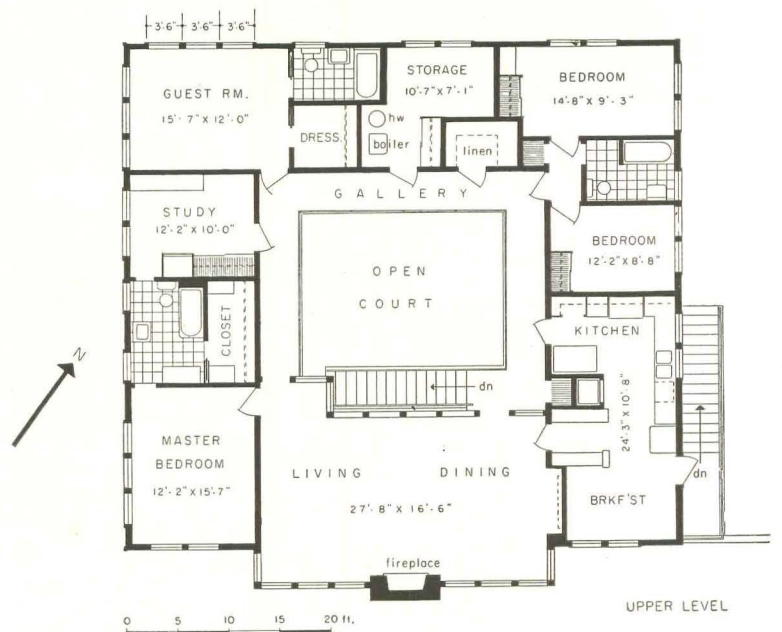 3'-6" 3'-6" 3'-6"
GUEST RM.
15'-7" X 12'-0"
DRESS.
STORAGE
10'-7" X 7'-1"
hw
boiler
linen
BEDROOM
14'-8" X 9'-3"
GALLERY
STUDY
12'-2" X 10'-0"
OPEN
COURT
BEDROOM
12'-2" X 8'-8"
CLOSET
KITCHEN
24'-3" X 10'-8"
dn
N
MASTER
BEDROOM
12'-2" X 15'-7"
LIVING DINING
27'-8" X 16'-6"
BRKF'ST
dn
fireplace
UPPER LEVEL
0 5 10 15 20 ft.